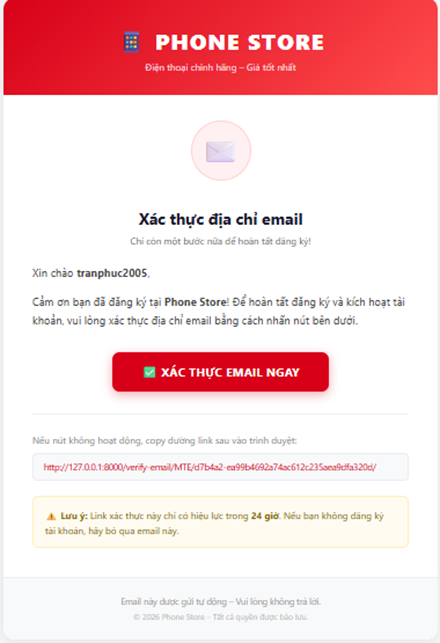 PHONE STORE
Điện thoại chính hãng – Giá tốt nhất
Xác thực địa chỉ email
Chỉ còn một bước nữa để hoàn tất đăng ký!
Xin chào tranphuc2005,
Cảm ơn bạn đã đăng ký tại Phone Store! Để hoàn tất đăng ký và kích hoạt tài
khoản, vui lòng xác thực địa chỉ email bằng cách nhấn nút bên dưới.
XÁC THỰC EMAIL NGAY
Nếu nút không hoạt động, copy đường link sau vào trình duyệt:
http://127.0.0.1:8000/verify-email/MTE/d7b4a2-ea99b4692a74ac612c235aea9dfa320d/
Lưu ý: Link xác thực này chỉ có hiệu lực trong 24 giờ. Nếu bạn không đăng ký
tài khoản, hãy bỏ qua email này.
Email này được gửi tự động – Vui lòng không trả lời.
© 2026 Phone Store – Tất cả quyền được bảo lưu.